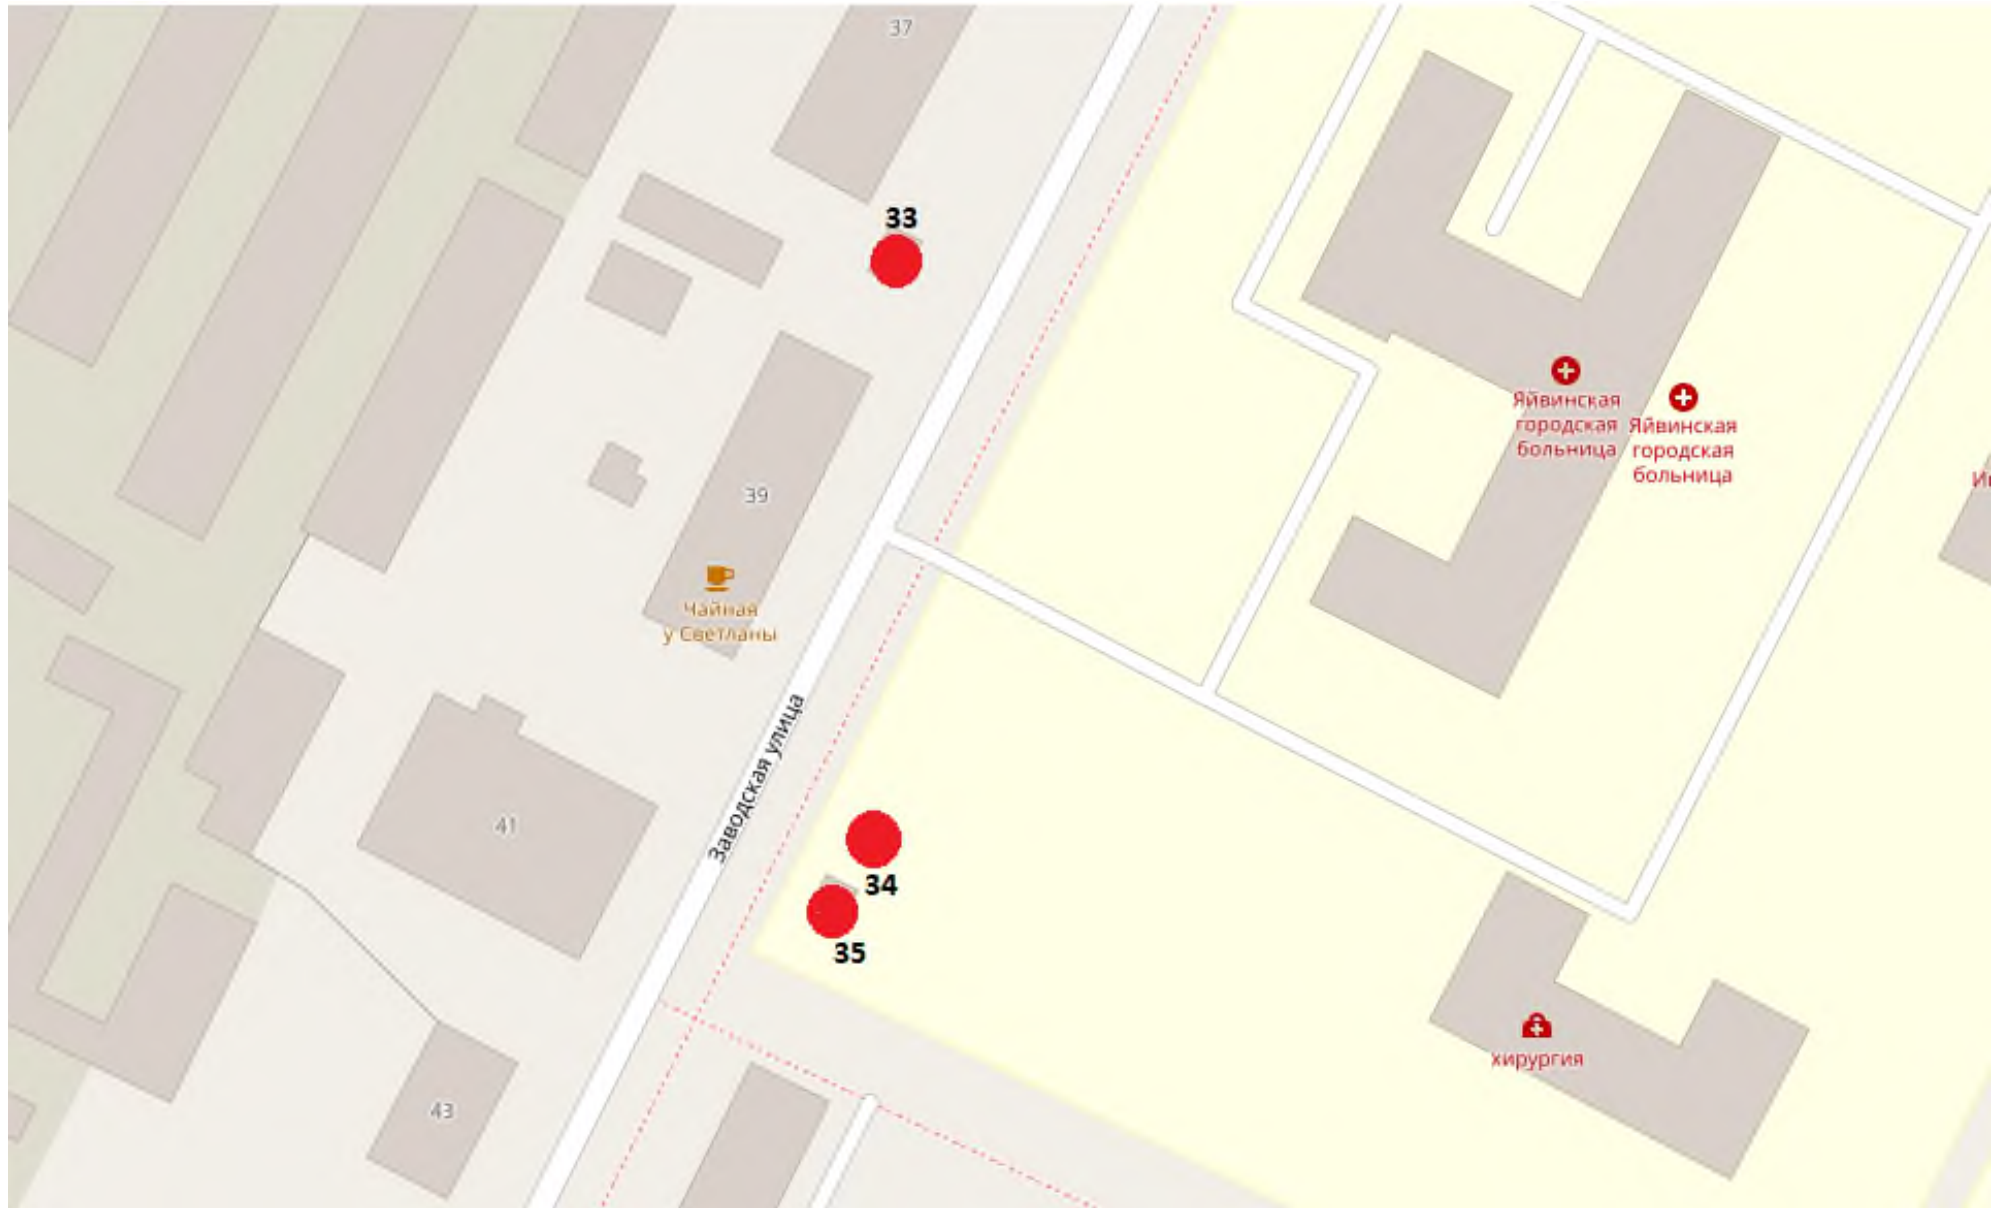 37
33
Яйвинская
городская
больница
Яйвинская
городская
больница
39
Чайная
у Светланы
Заводская улица
41
34
35
хирургия
43